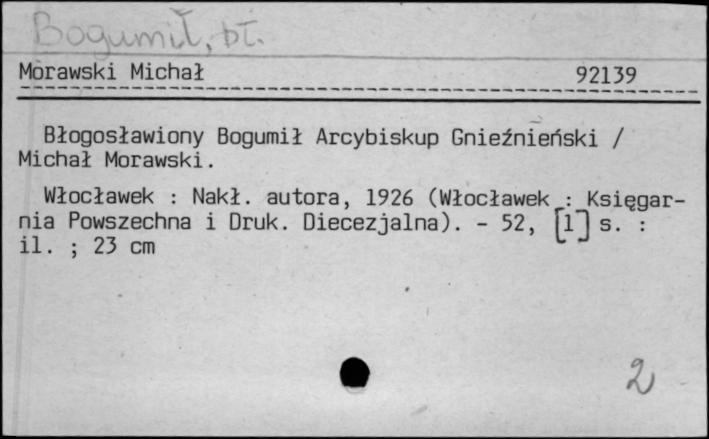 Bogumił, bł.
Morawski Michał 92139
Błogosławiony Bogumił Arcybiskup Gnieźnieński /
Michał Morawski.
Włocławek : Nakł. autora, 1926 (Włocławek : Księgar-
nia Powszechna i Druk. Diecezjalna). - 52, [1] s. :
il. ; 23 cm
2